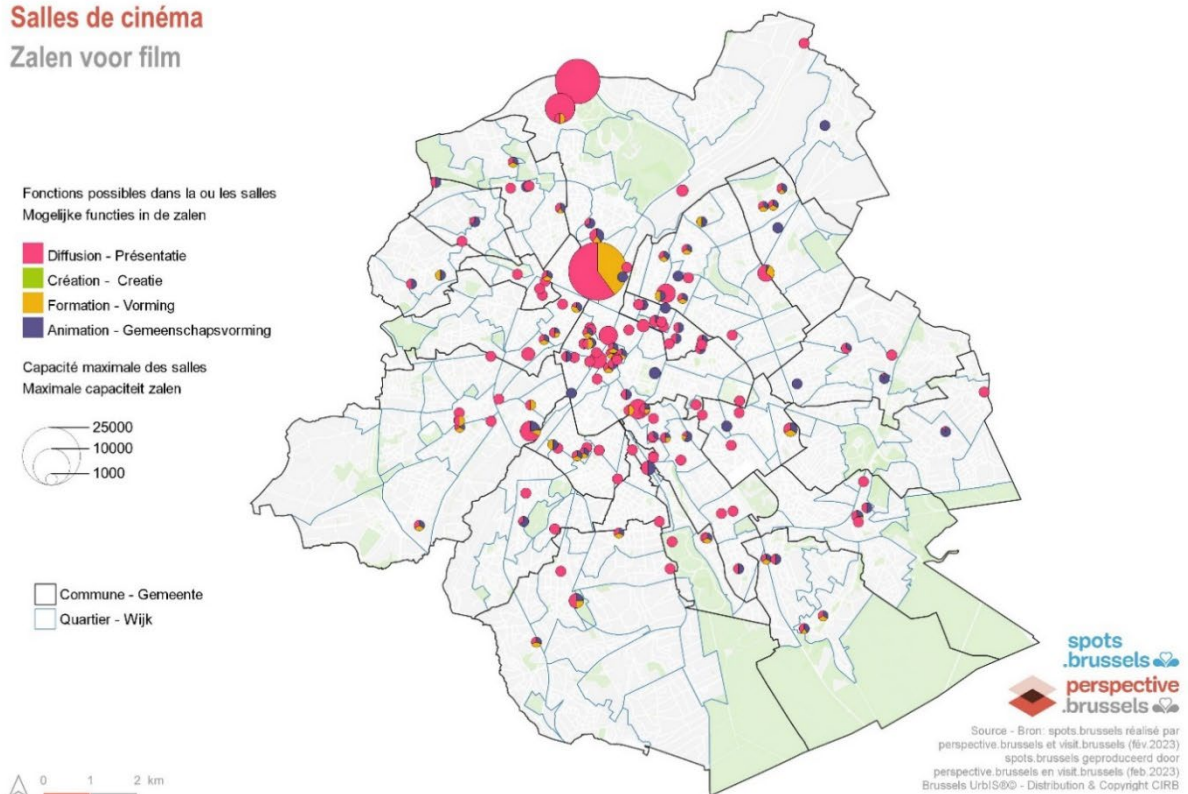 Salles de cinéma
Zalen voor film
Fonctions possibles dans la ou les salles
Mogelijke functies in de zalen
Diffusion - Présentatie
Création - Creatie
Formation - Vorming
Animation - Gemeenschapsvorming
Capacité maximale des salles
Maximale capaciteit zalen
25000
10000
1000
Commune - Gemeente
Quartier - Wijk
0 1 2 km
spots
.brussels
perspective
.brussels
Source - Bron: spots.brussels réalisé par
perspective.brussels et visit.brussels (fév.2023)
spots.brussels geproduceerd door
perspective.brussels en visit.brussels (feb.2023)
Brussels UrbIS®© - Distribution & Copyright CIRB